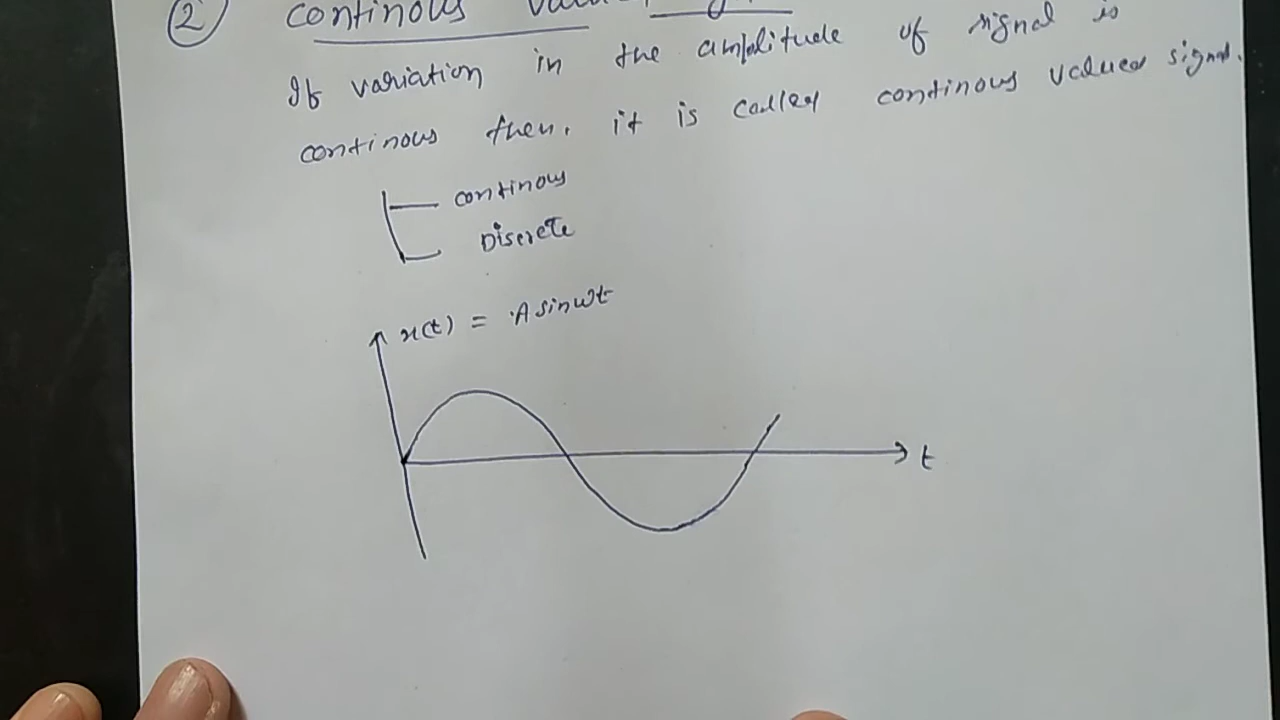 2 continous
If variation in the amplitude of signal is
continous then, it is called continous valued signal.
continous
Discrete
x(t) = A sinωt
t